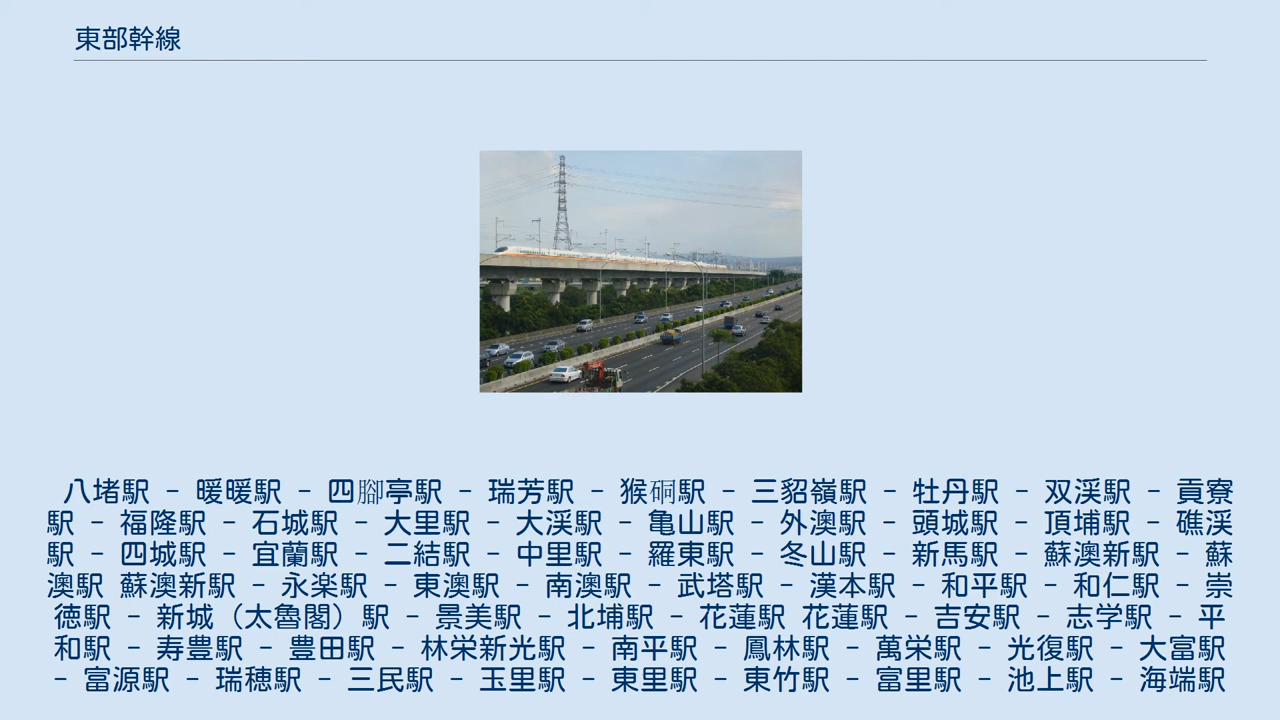 東部幹線
八堵駅 - 暖暖駅 - 四腳亭駅 - 瑞芳駅 - 猴硐駅 - 三貂嶺駅 - 牡丹駅 - 双渓駅 - 貢寮
駅 - 福隆駅 - 石城駅 - 大里駅 - 大渓駅 - 亀山駅 - 外澳駅 - 頭城駅 - 頂埔駅 - 礁渓
駅 - 四城駅 - 宜蘭駅 - 二結駅 - 中里駅 - 羅東駅 - 冬山駅 - 新馬駅 - 蘇澳新駅 - 蘇
澳駅 蘇澳新駅 - 永楽駅 - 東澳駅 - 南澳駅 - 武塔駅 - 漢本駅 - 和平駅 - 和仁駅 - 崇
徳駅 - 新城（太魯閣）駅 - 景美駅 - 北埔駅 - 花蓮駅 花蓮駅 - 吉安駅 - 志学駅 - 平
和駅 - 寿豊駅 - 豊田駅 - 林栄新光駅 - 南平駅 - 鳳林駅 - 萬栄駅 - 光復駅 - 大富駅
- 富源駅 - 瑞穂駅 - 三民駅 - 玉里駅 - 東里駅 - 東竹駅 - 富里駅 - 池上駅 - 海端駅